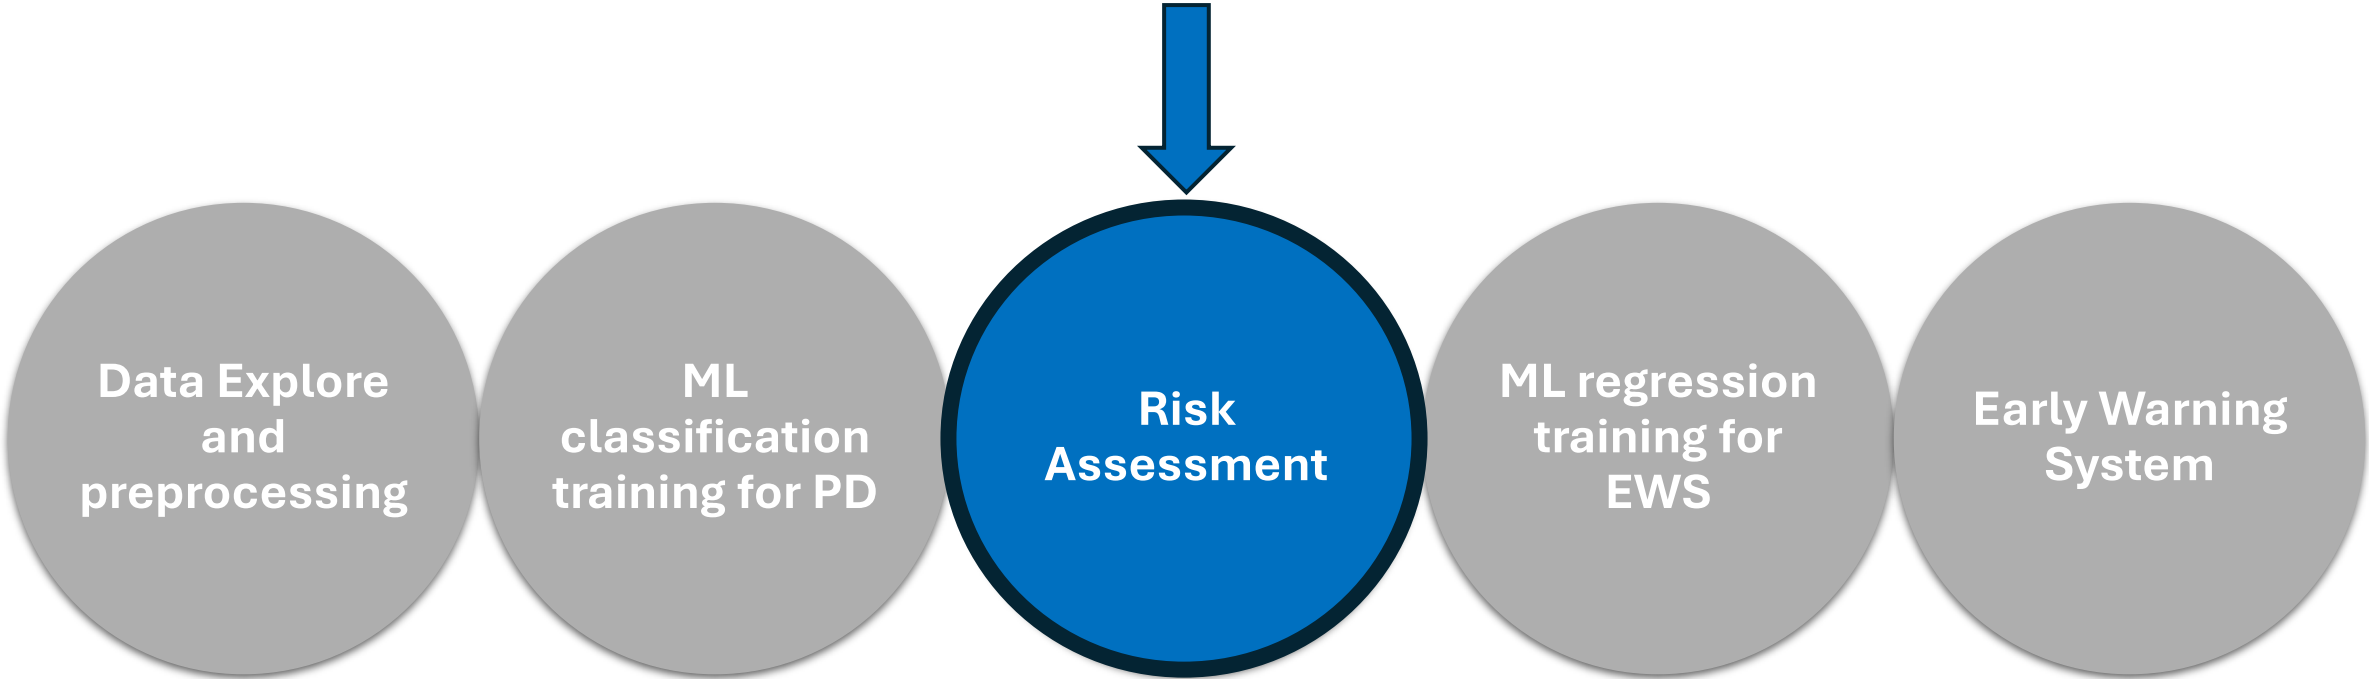 Data Explore
and
preprocessing
ML
classification
training for PD
Risk
Assessment
ML regression
training for
EWS
Early Warning
System